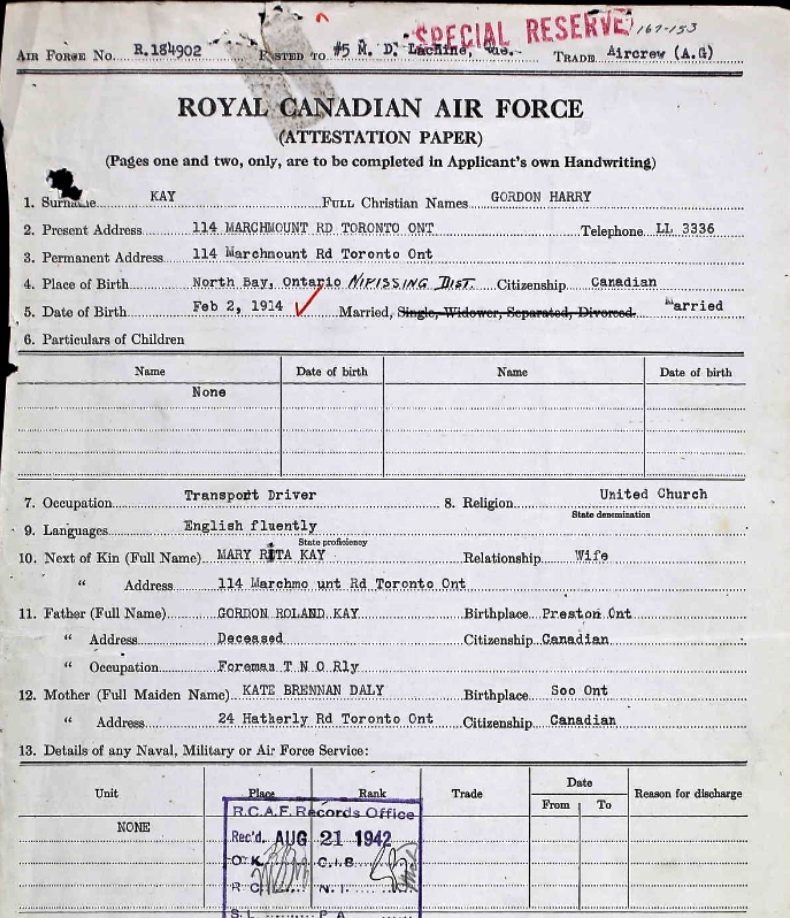 SPECIAL RESERVE 167-153
AIR FORCE No. R.184902 POSTED TO #5 M. D. Lachine, Que.- TRADE Aircrew (A.G)
ROYAL CANADIAN AIR FORCE
(ATTESTATION PAPER)
(Pages one and two, only, are to be completed in Applicant's own Handwriting)
1. Surname KAY FULL Christian Names GORDON HARRY
2. Present Address 114 MARCHMOUNT RD TORONTO ONT Telephone LL 3336
3. Permanent Address 114 Marchmount Rd Toronto Ont
4. Place of Birth North Bay, Ontario NIPISSING DIST. Citizenship Canadian
5. Date of Birth Feb 2, 1914 Married, Single, Widower, Separated, Divorced. Married
6. Particulars of Children
Name Date of birth Name Date of birth
None
7. Occupation Transport Driver 8. Religion United Church
State denomination
9. Languages English fluently
State proficiency
10. Next of Kin (Full Name) MARY RITA KAY Relationship Wife
" Address 114 Marchmo unt Rd Toronto Ont
11. Father (Full Name) GORDON ROLAND KAY Birthplace Preston Ont
" Address Deceased Citizenship Canadian
" Occupation Foreman T N O Rly
12. Mother (Full Maiden Name) KATE BRENNAN DALY Birthplace Soo Ont
" Address 24 Hatherly Rd Toronto Ont Citizenship Canadian
13. Details of any Naval, Military or Air Force Service:
Unit Place Rank Trade Date Reason for discharge
From To
NONE
R.C.A.F. Records Office
Rec'd. AUG 21 1942
O.K. C.I.B.
R C N. I.
S. L. P A